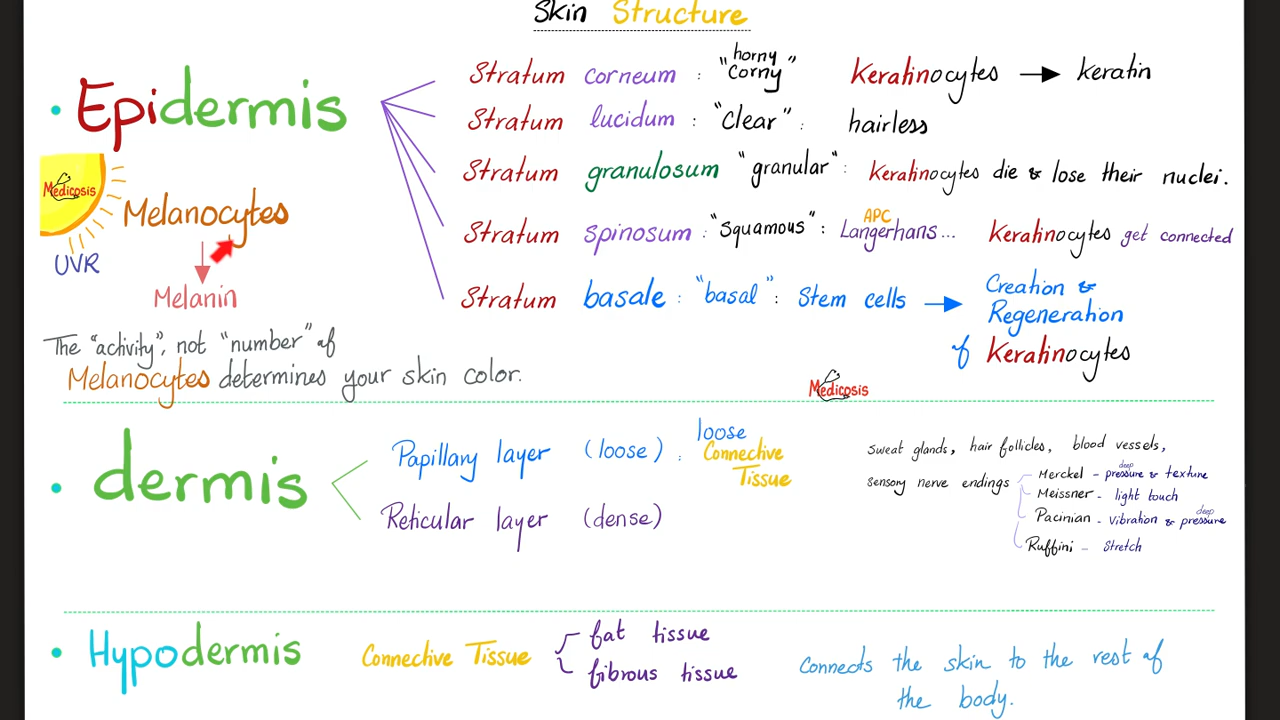 Skin Structure
• Epidermis
Stratum corneum : "horny Corny" Keratinocytes → keratin
Stratum lucidum : "Clear" : hairless
Stratum granulosum "granular" : Keratinocytes die & lose their nuclei.
Stratum spinosum : "Squamous" : APC Langerhans... Keratinocytes get connected
Stratum basale : "basal" : Stem cells → Creation & Regeneration of Keratinocytes
Medicosis
UVR
Melanocytes
Melanin
The "activity", not "number" of
Melanocytes determines your skin color.
Medicosis
• dermis
Papillary layer (loose) : loose Connective Tissue
Reticular layer (dense)
Sweat glands, hair follicles, blood vessels,
sensory nerve endings
Merckel - deep pressure & texture
Meissner - light touch
Pacinian - vibration & deep pressure
Ruffini - stretch
• Hypodermis
Connective Tissue
fat tissue
fibrous tissue
Connects the skin to the rest of
the body.